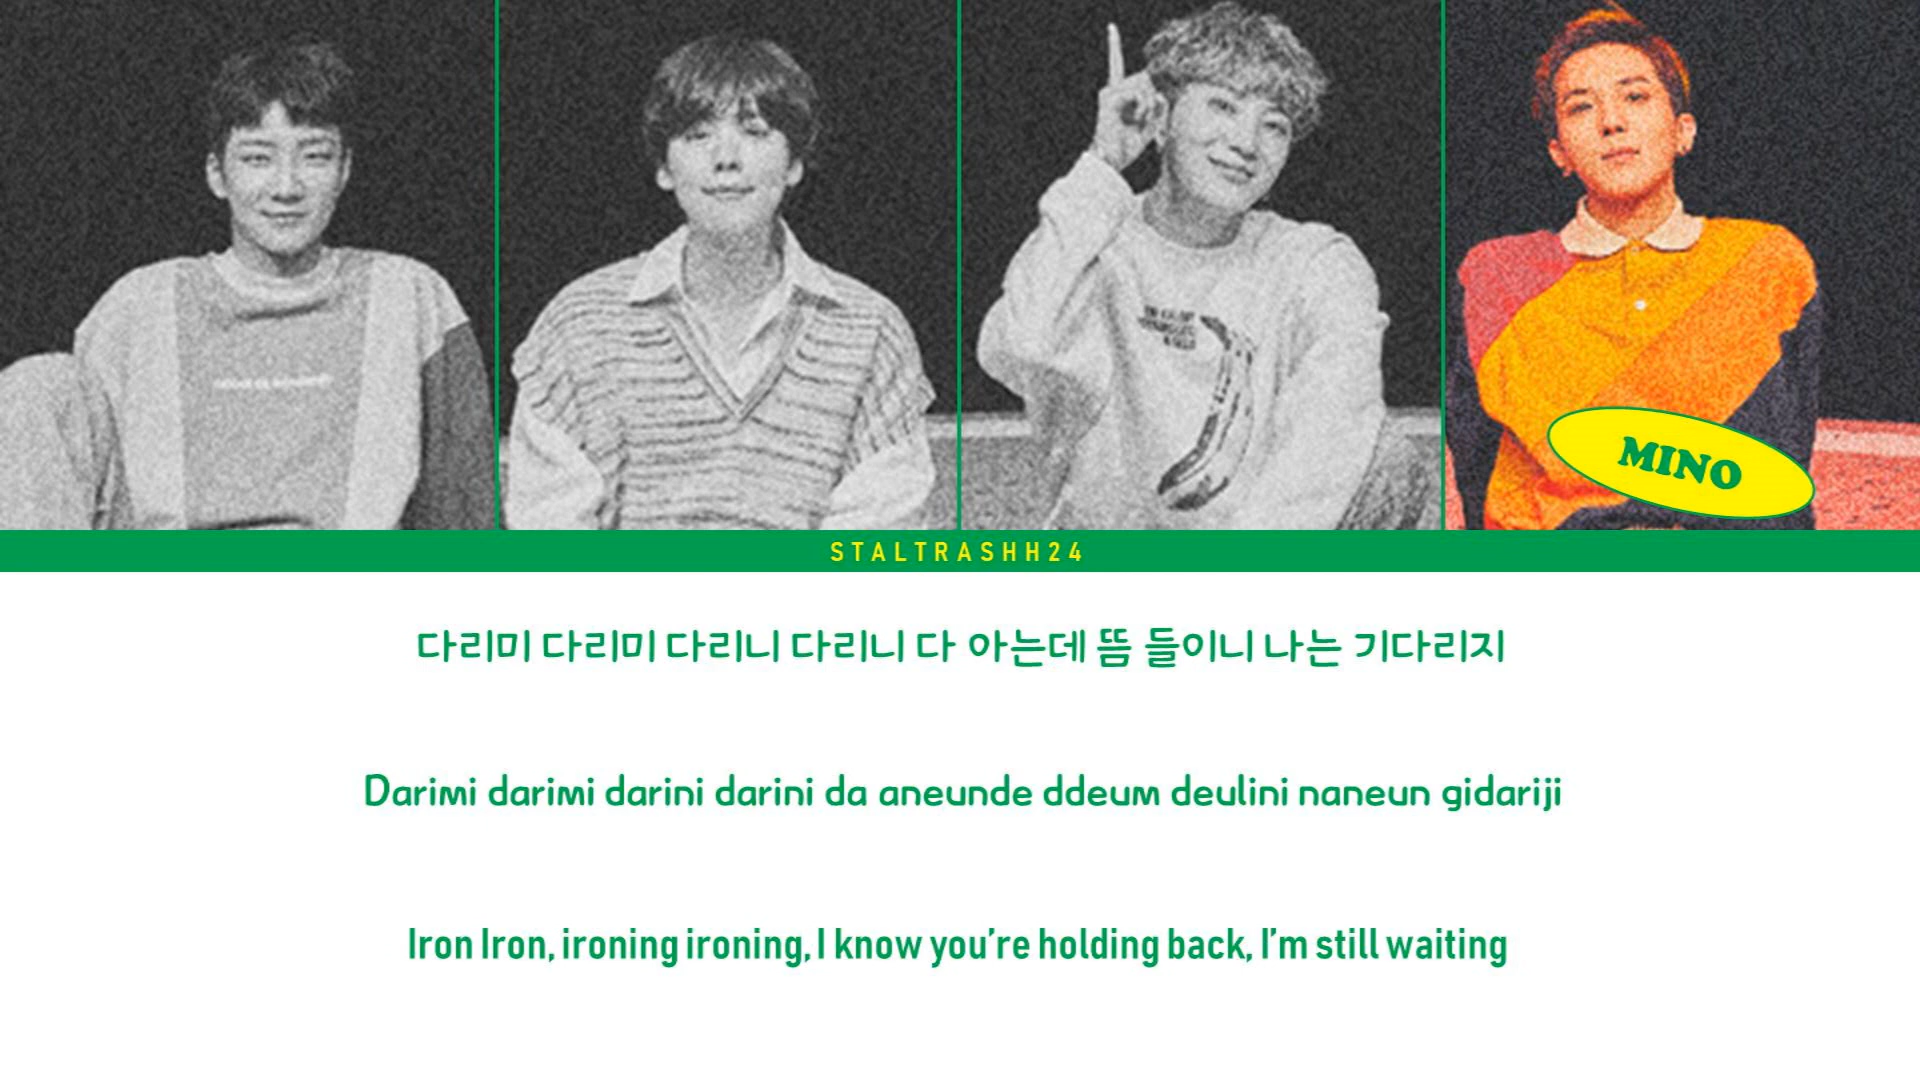 MINO
STALTRASHH24
다리미 다리미 다리니 다리니 다 아는데 뜸 들이니 나는 기다리지
Darimi darimi darini darini da aneunde ddeum deulini naneun gidariji
Iron Iron, ironing ironing, I know you're holding back, I'm still waiting